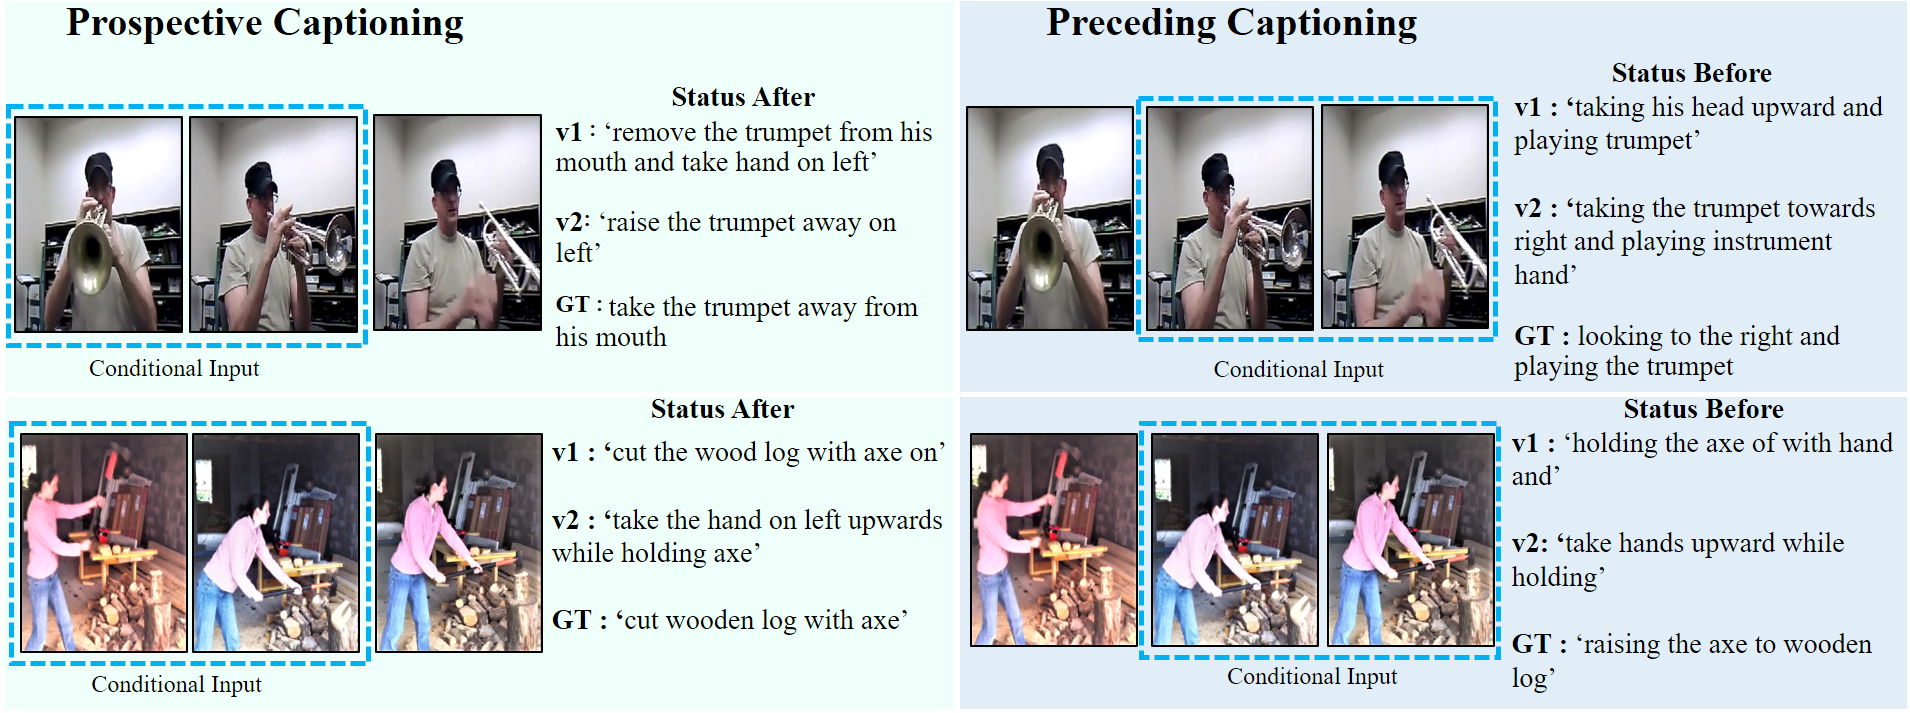 Prospective Captioning
Status After
v1 : ‘remove the trumpet from his
mouth and take hand on left’
v2: ‘raise the trumpet away on
left’
GT : take the trumpet away from
his mouth
Conditional Input
Preceding Captioning
Status Before
v1 : ‘taking his head upward and
playing trumpet’
v2 : ‘taking the trumpet towards
right and playing instrument
hand’
GT : looking to the right and
playing the trumpet
Conditional Input
Status After
v1 : ‘cut the wood log with axe on’
v2 : ‘take the hand on left upwards
while holding axe’
GT : ‘cut wooden log with axe’
Conditional Input
Status Before
v1 : ‘holding the axe of with hand
and’
v2: ‘take hands upward while
holding’
GT : ‘raising the axe to wooden
log’
Conditional Input